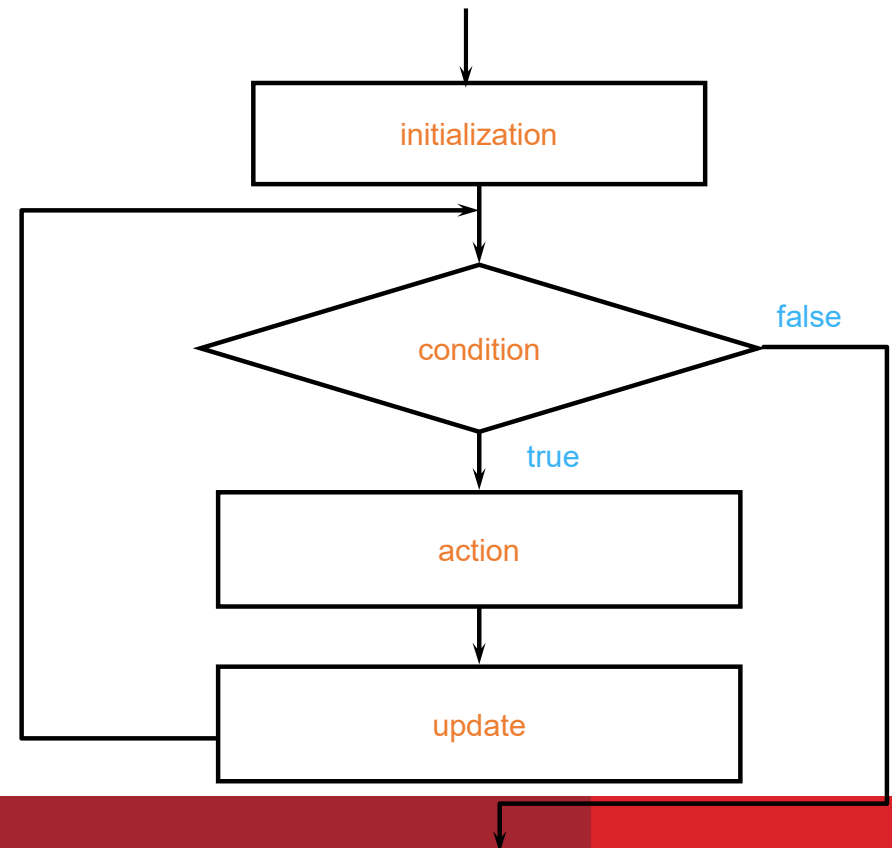 initialization
false
condition
true
action
update